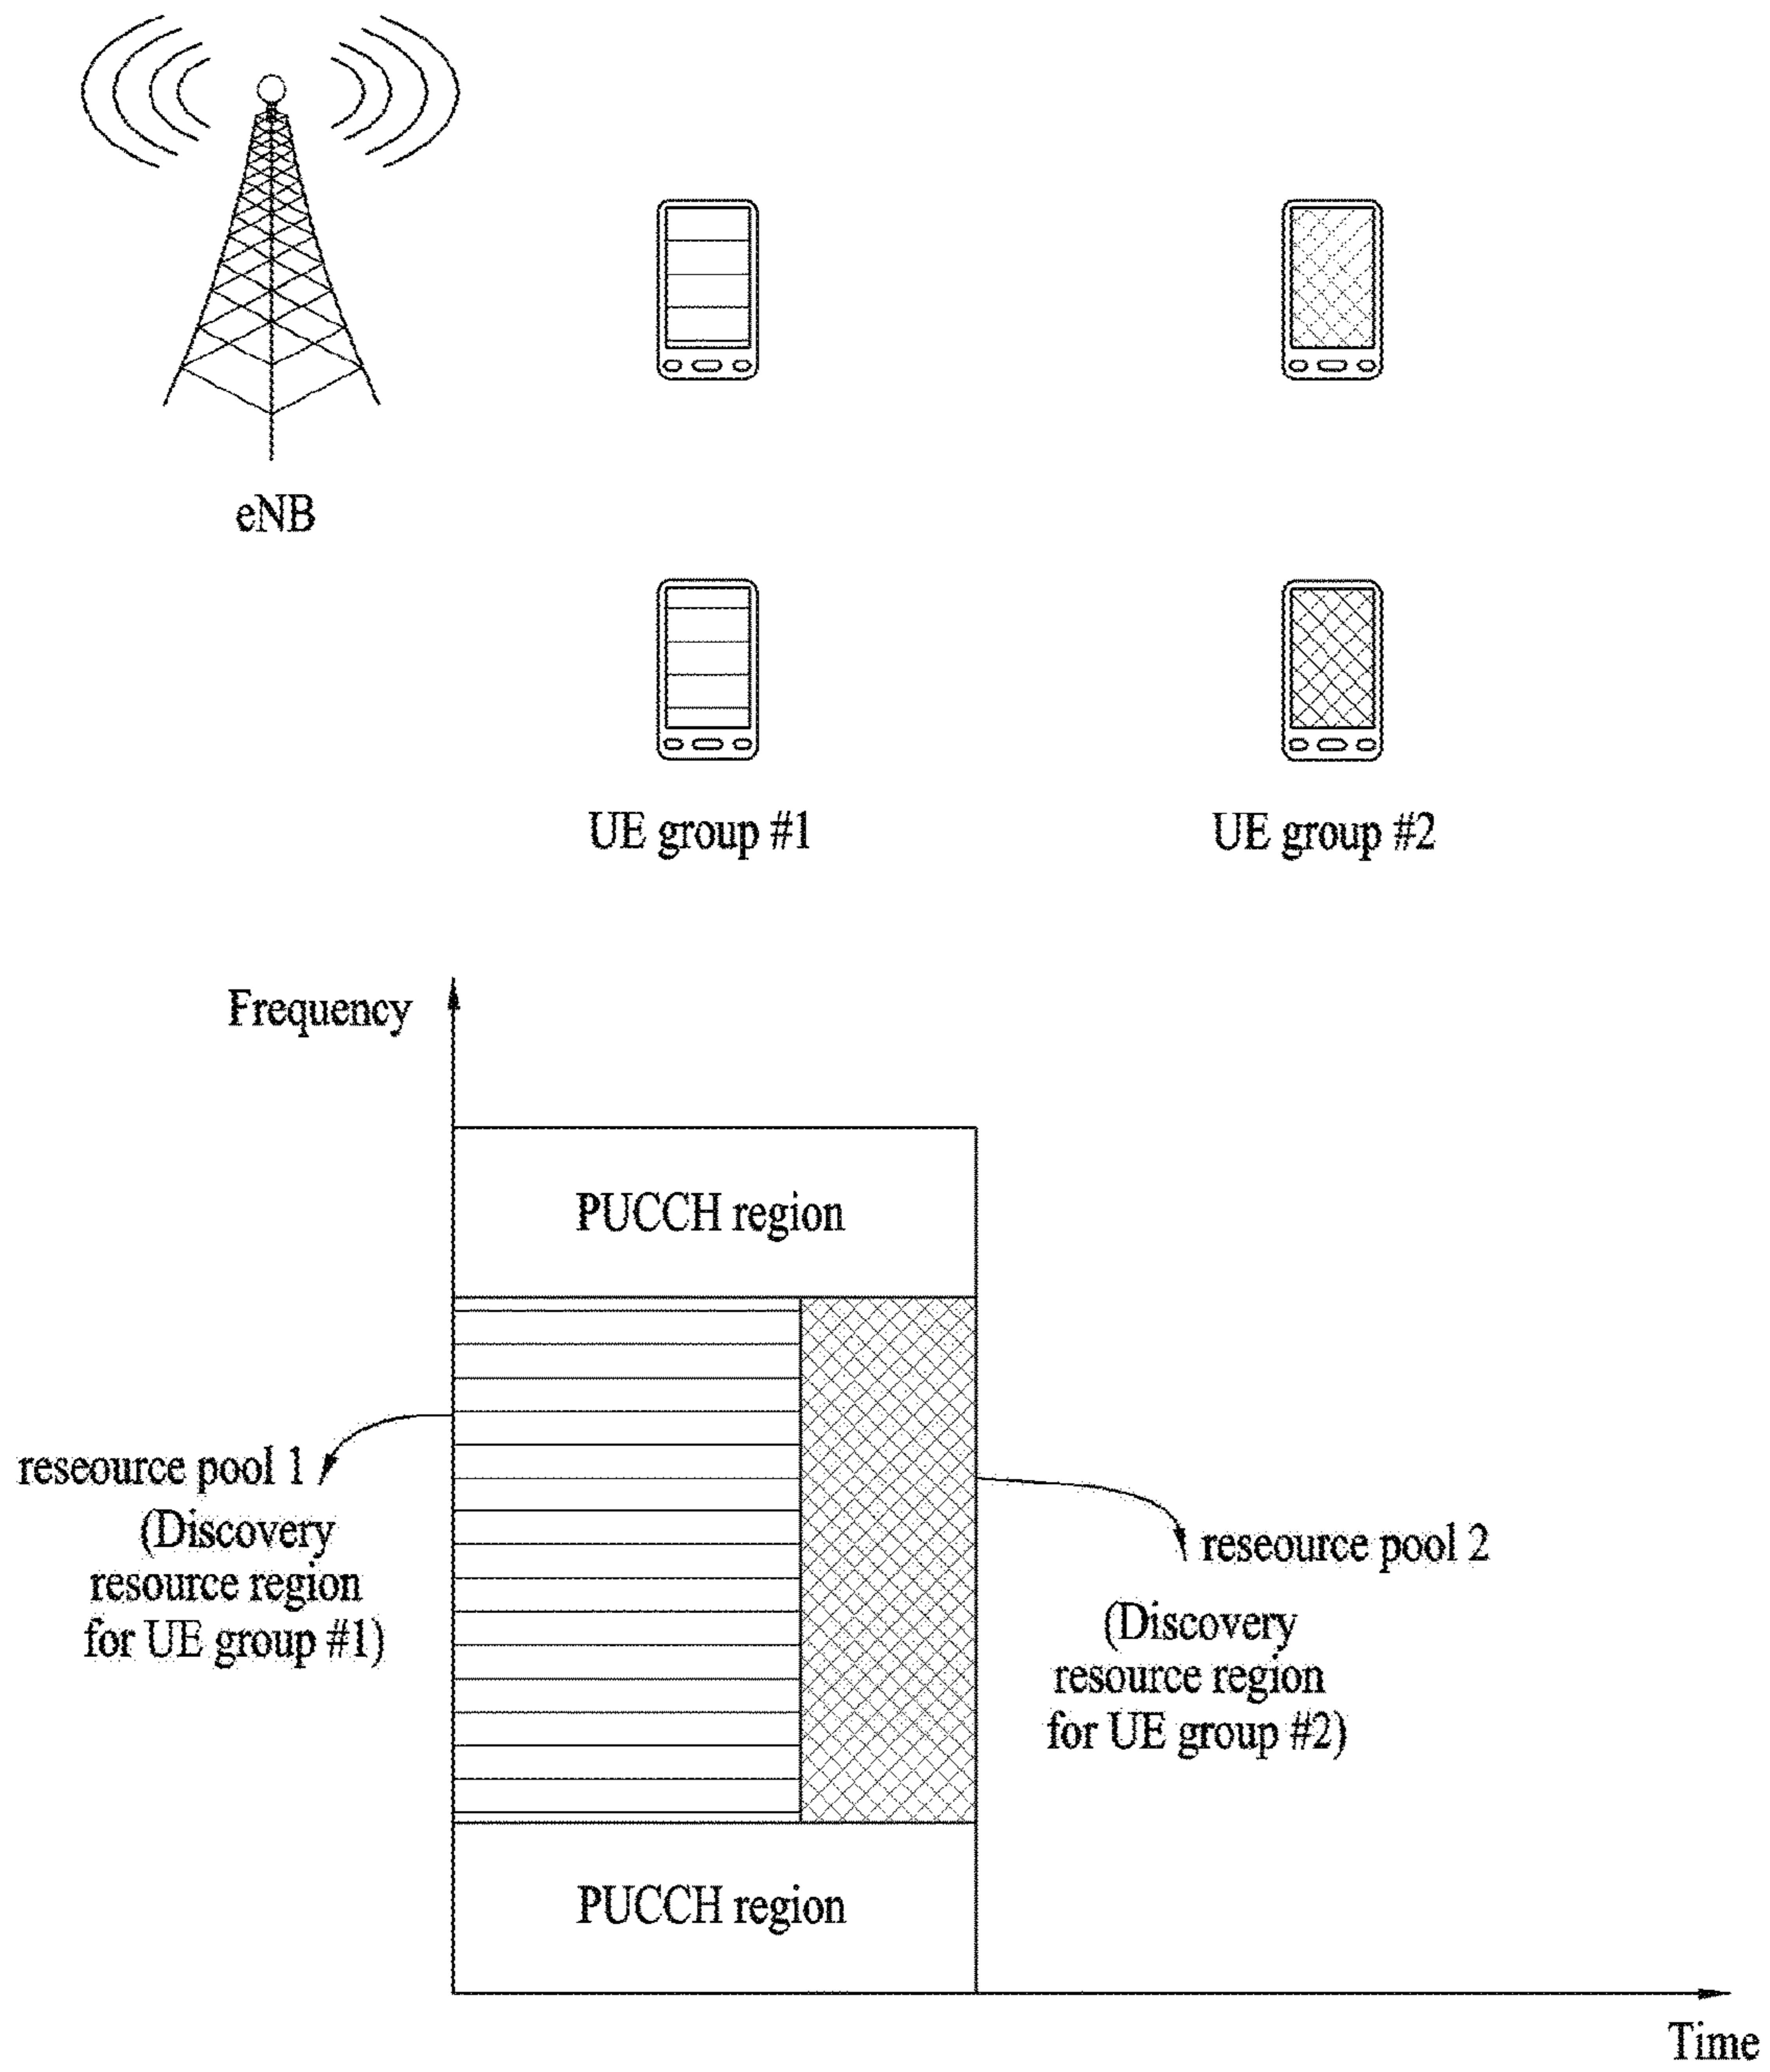 eNB
UE group #1
UE group #2
Frequency
PUCCH region
reseource pool 1
(Discovery
resource region
for UE group #1)
reseource pool 2
(Discovery
resource region
for UE group #2)
PUCCH region
Time